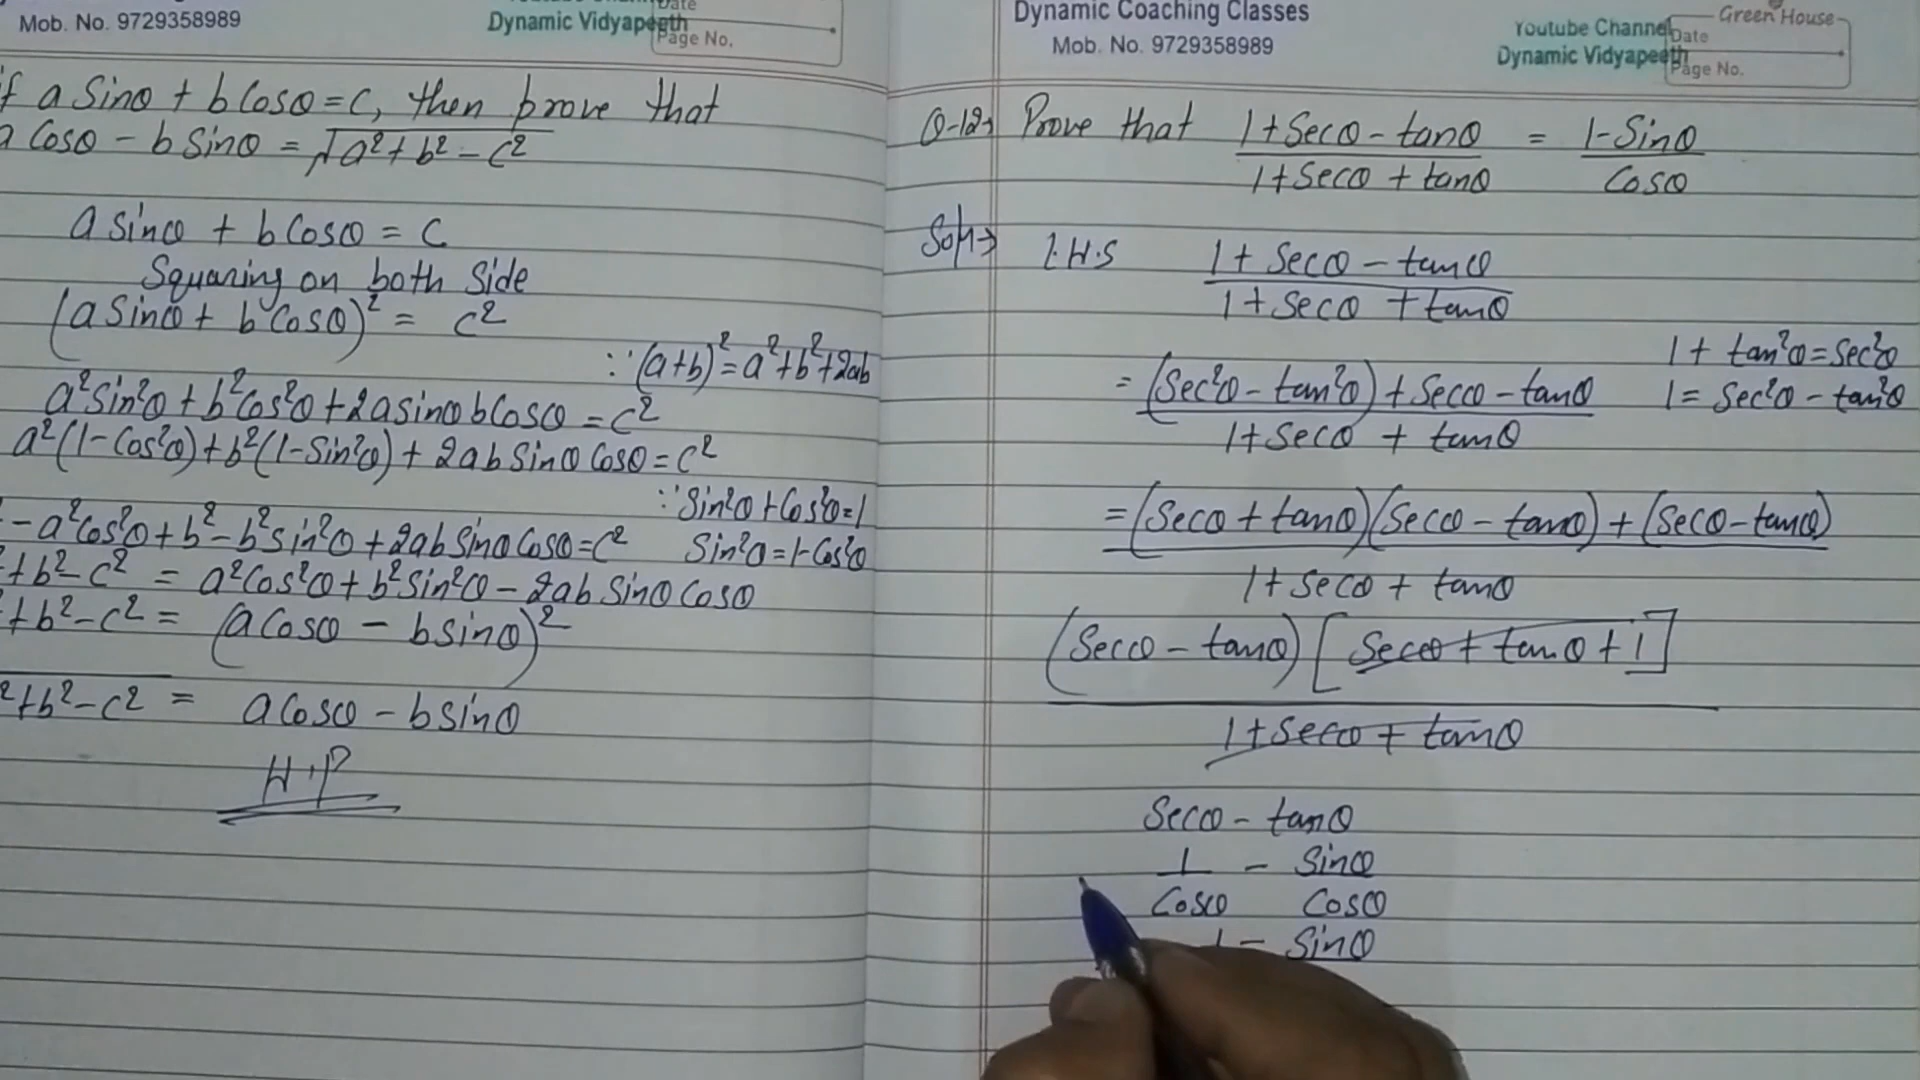 Mob. No. 9729358989
Dynamic Vidyapeeth
Date
Page No.
if a Sinθ + b Cosθ = C, then prove that
a Cosθ - b Sinθ = √a² + b² - c²
a sinθ + b Cosθ = C
Squaring on both Side
(a Sinθ + b Cosθ)² = c²
∵ (a+b)² = a² + b² + 2ab
a²sin²θ + b²Cos²θ + 2a sinθ b Cosθ = c²
a²(1-Cos²θ) + b²(1-Sin²θ) + 2ab Sinθ Cosθ = c²
∵ Sin²θ + Cos²θ = 1
- a²Cos²θ + b² - b²sin²θ + 2ab Sinθ Cosθ = c²
Sin²θ = 1 - Cos²θ
+ b² - c² = a²Cos²θ + b²Sin²θ - 2ab Sinθ Cosθ
+ b² - c² = (a Cosθ - b sinθ)²
² + b² - c² = a Cosθ - b sinθ
H.P
Dynamic Coaching Classes
Mob. No. 9729358989
Youtube Channel
Dynamic Vidyapeeth
Green House
Date
Page No.
Q-12→ Prove that (1 + Secθ - tanθ)/(1 + Secθ + tanθ) = (1 - Sinθ)/Cosθ
Soln→ L.H.S (1 + Secθ - tanθ)/(1 + Secθ + tanθ)
1 + tan²θ = Sec²θ
1 = Sec²θ - tan²θ
= ((Sec²θ - tan²θ) + Secθ - tanθ)/(1 + Secθ + tanθ)
= ((Secθ + tanθ)(Secθ - tanθ) + (Secθ - tanθ))/(1 + Secθ + tanθ)
(Secθ - tanθ)[Secθ + tanθ + 1]
1 + Secθ + tanθ
Secθ - tanθ
1 - Sinθ
Cosθ Cosθ
1 - Sinθ